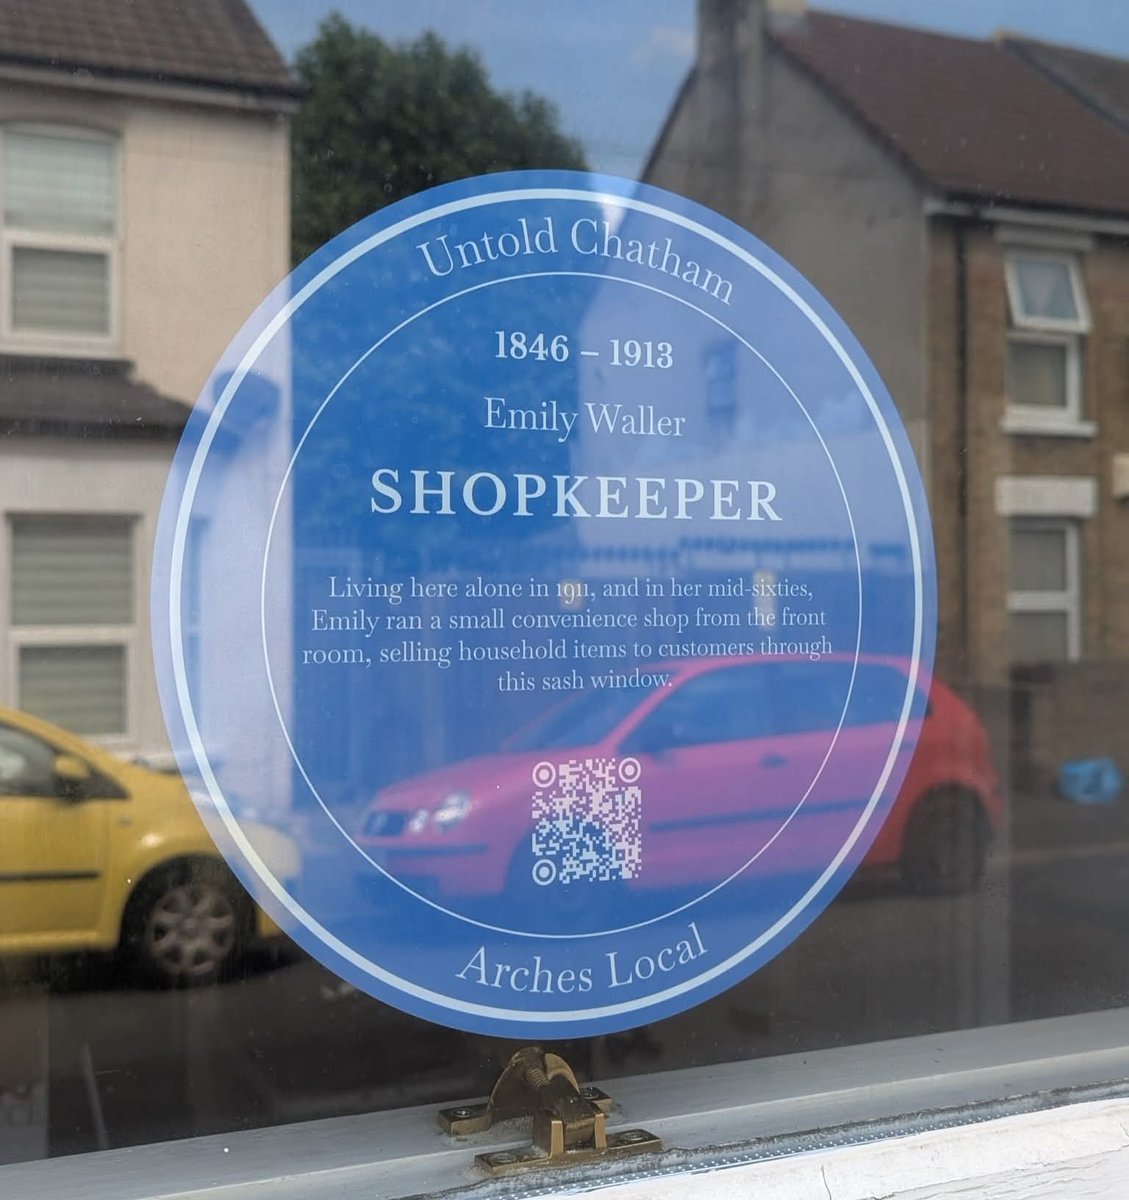 Untold Chatham
1846 – 1913
Emily Waller
SHOPKEEPER
Living here alone in 1911, and in her mid-sixties,
Emily ran a small convenience shop from the front
room, selling household items to customers through
this sash window.
Arches Local